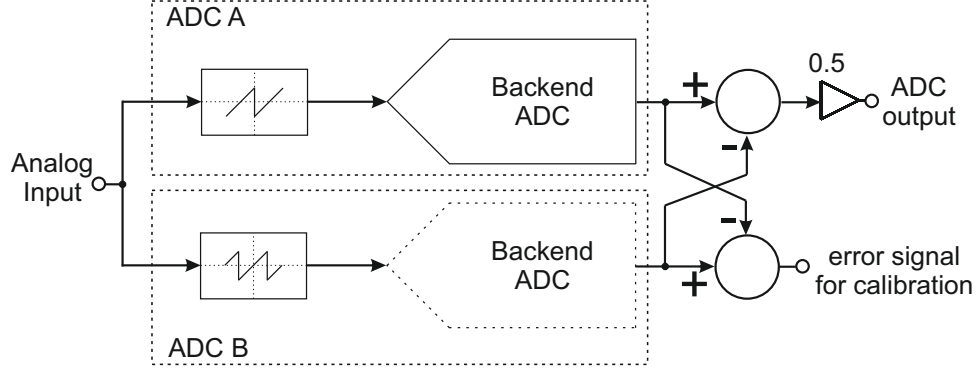 ADC A
Backend
ADC
0.5
ADC
output
+
-
Analog
Input
-
Backend
ADC
+
error signal
for calibration
ADC B